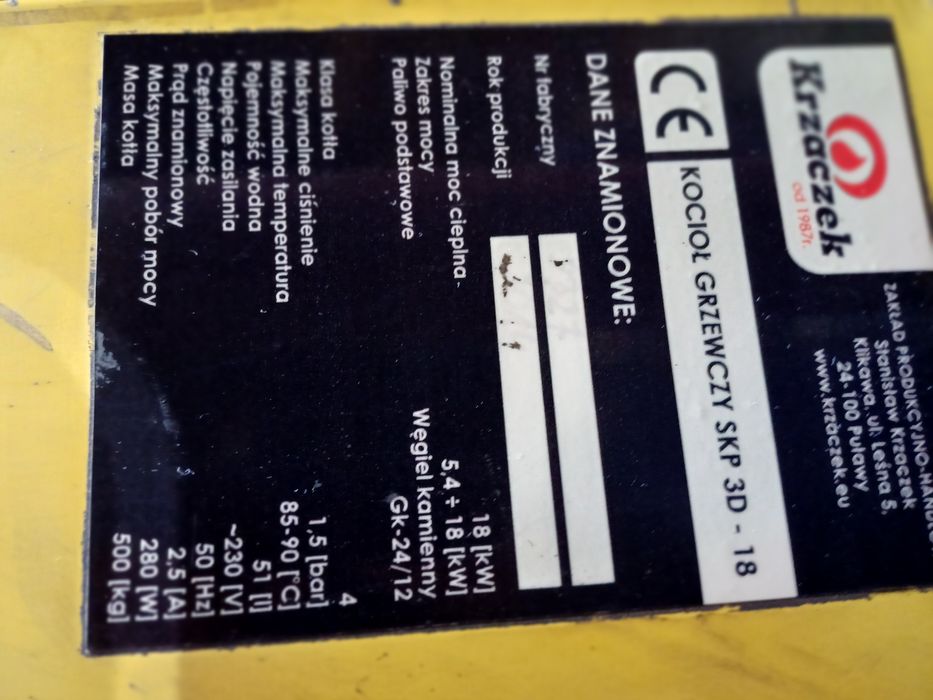 Krzaczek
od 1987r.
ZAKŁAD PRODUKCYJNO-
Stanisław Krzaczek
Klikawa, ul. Leśna 5,
24-100 Puławy
www.krzaczek.eu
CE KOCIOŁ GRZEWCZY SKP 3D - 18
DANE ZNAMIONOWE:
Nr fabryczny
Rok produkcji
Nominalna moc cieplna 18 [kW]
Zakres mocy 5,4 ÷ 18 [kW]
Paliwo podstawowe Węgiel kamienny
Gk-24/12
Klasa kotła 4
Maksymalne ciśnienie 1,5 [bar]
Maksymalna temperatura 85-90 [°C]
Pojemność wodna 51 [l]
Napięcie zasilania ~230 [V]
Częstotliwość 50 [Hz]
Prąd znamionowy 2,5 [A]
Maksymalny pobór mocy 280 [W]
Masa kotła 500 [kg]